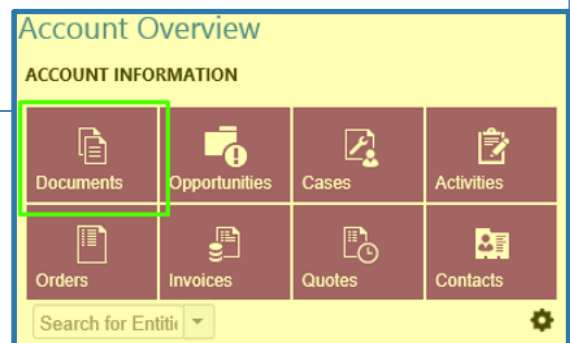 Account Overview
ACCOUNT INFORMATION
Documents Opportunities Cases Activities
Orders Invoices Quotes Contacts
Search for Entiti